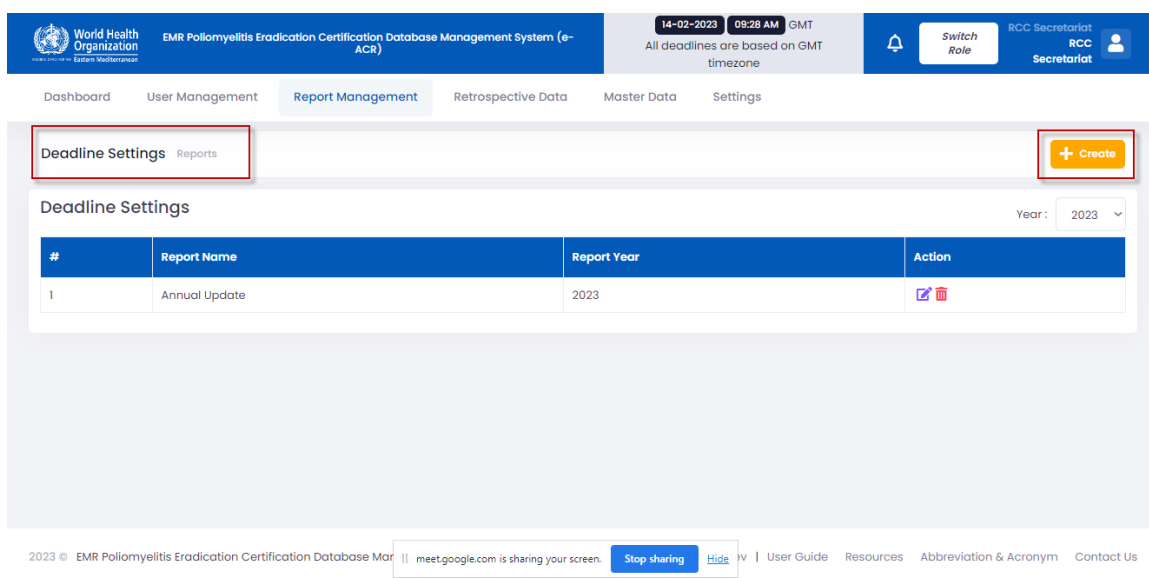 World Health
Organization
Eastern Mediterranean
EMR Poliomyelitis Eradication Certification Database Management System (e-
ACR)
14-02-2023 09:28 AM GMT
All deadlines are based on GMT
timezone
Switch
Role
RCC Secretariat
RCC
Secretariat
Dashboard User Management Report Management Retrospective Data Master Data Settings
Deadline Settings Reports
+ Create
Deadline Settings
Year : 2023
# Report Name Report Year Action
1 Annual Update 2023
2023 © EMR Poliomyelitis Eradication Certification Database Mar
|| meet.google.com is sharing your screen. Stop sharing Hide
| User Guide Resources Abbreviation & Acronym Contact Us